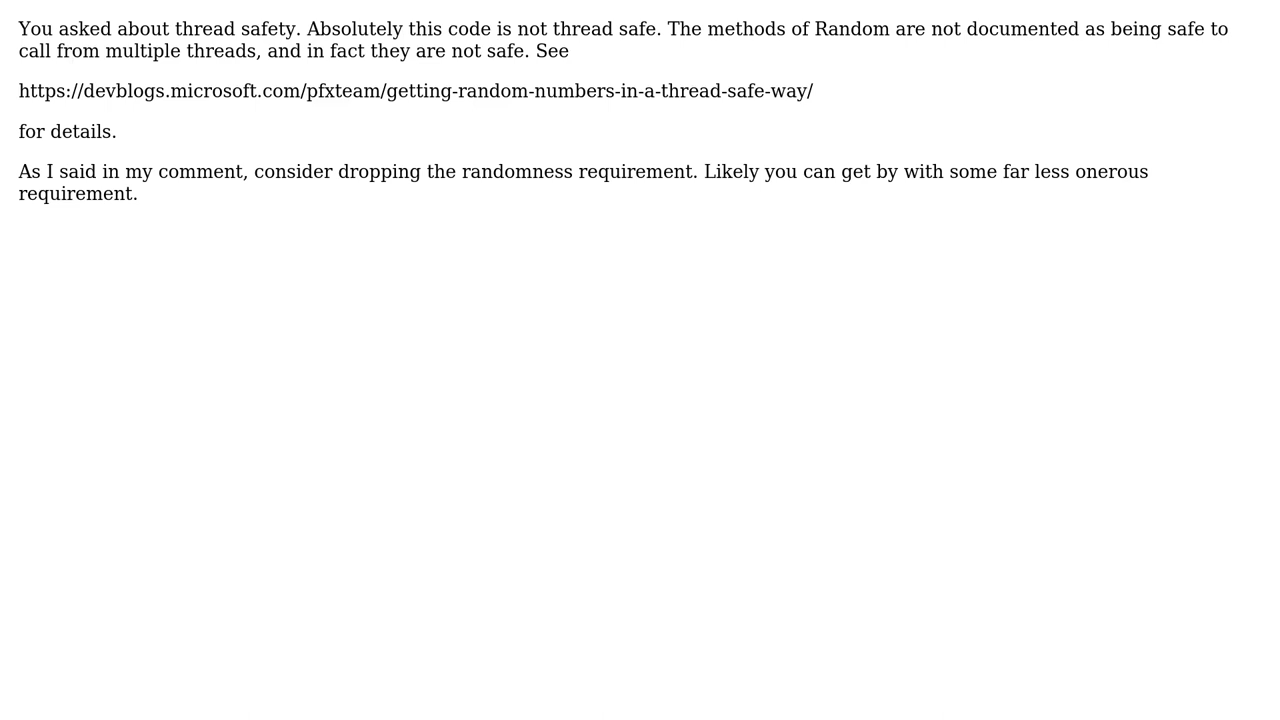 You asked about thread safety. Absolutely this code is not thread safe. The methods of Random are not documented as being safe to
call from multiple threads, and in fact they are not safe. See
https://devblogs.microsoft.com/pfxteam/getting-random-numbers-in-a-thread-safe-way/
for details.
As I said in my comment, consider dropping the randomness requirement. Likely you can get by with some far less onerous
requirement.